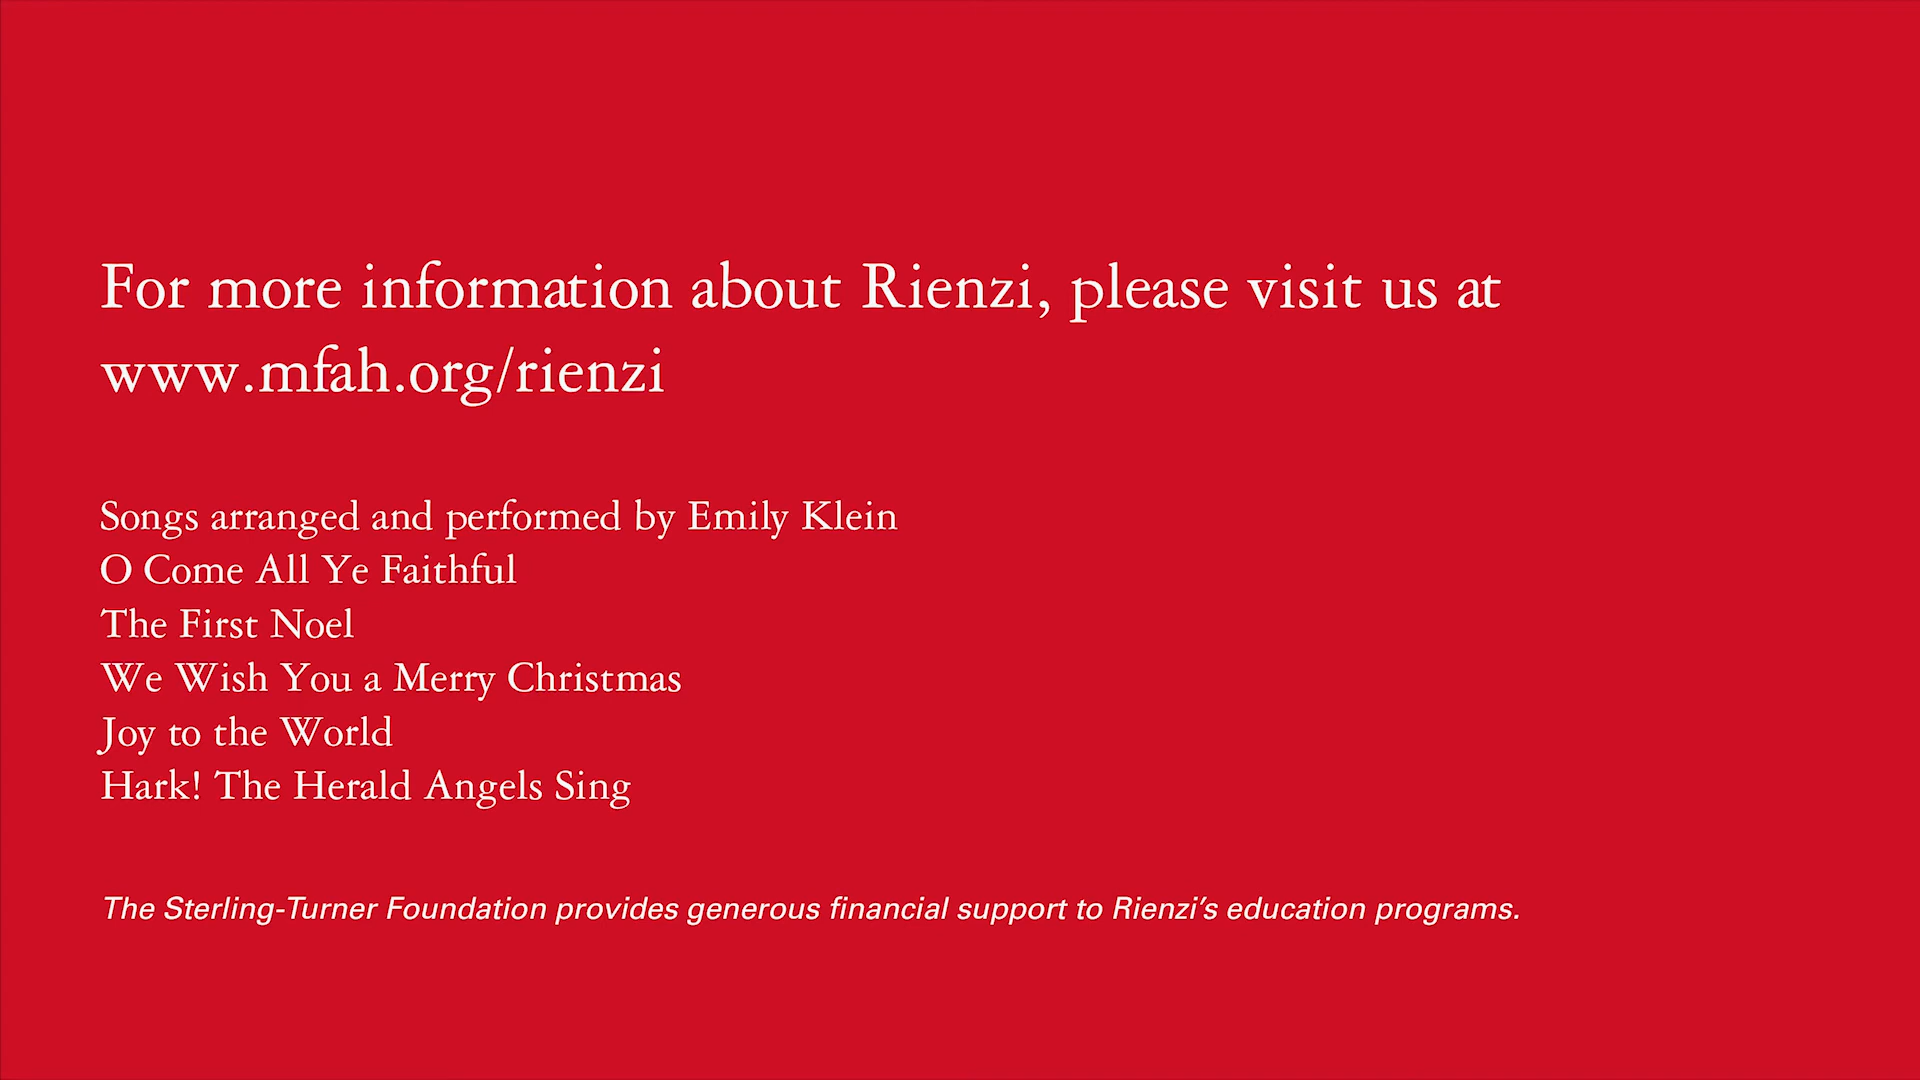 For more information about Rienzi, please visit us at
www.mfah.org/rienzi
Songs arranged and performed by Emily Klein
O Come All Ye Faithful
The First Noel
We Wish You a Merry Christmas
Joy to the World
Hark! The Herald Angels Sing
The Sterling-Turner Foundation provides generous financial support to Rienzi’s education programs.